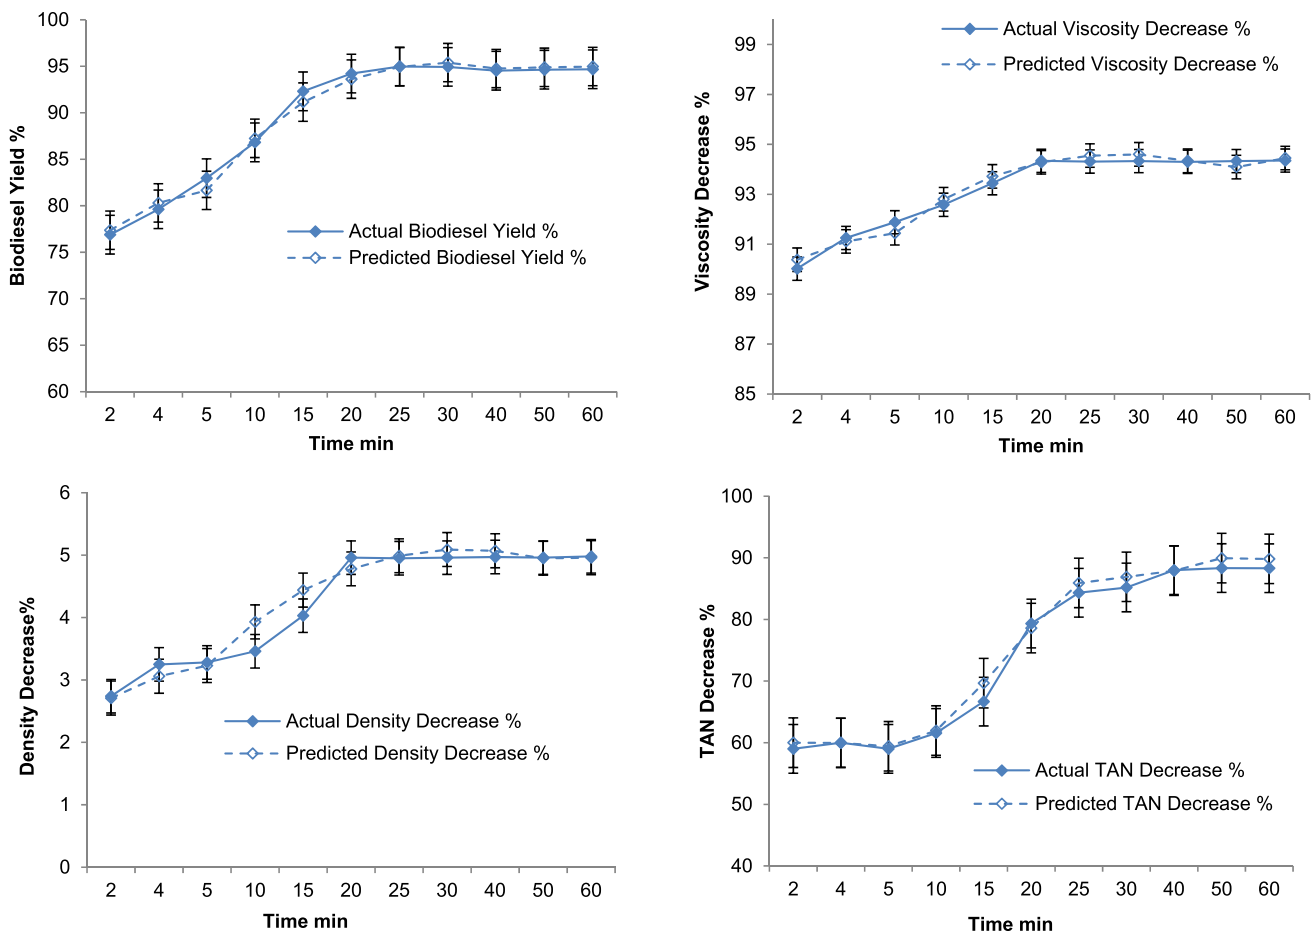 100
95
90
85
80
75
70
65
60
Biodiesel Yield %
Actual Biodiesel Yield %
Predicted Biodiesel Yield %
2 4 5 10 15 20 25 30 40 50 60
Time min
99
97
95
93
91
89
87
85
Viscosity Decrease %
Actual Viscosity Decrease %
Predicted Viscosity Decrease %
2 4 5 10 15 20 25 30 40 50 60
Time min
6
5
4
3
2
1
0
Density Decrease%
Actual Density Decrease %
Predicted Density Decrease %
2 4 5 10 15 20 25 30 40 50 60
Time min
100
90
80
70
60
50
40
TAN Decrease %
Actual TAN Decrease %
Predicted TAN Decrease %
2 4 5 10 15 20 25 30 40 50 60
Time min